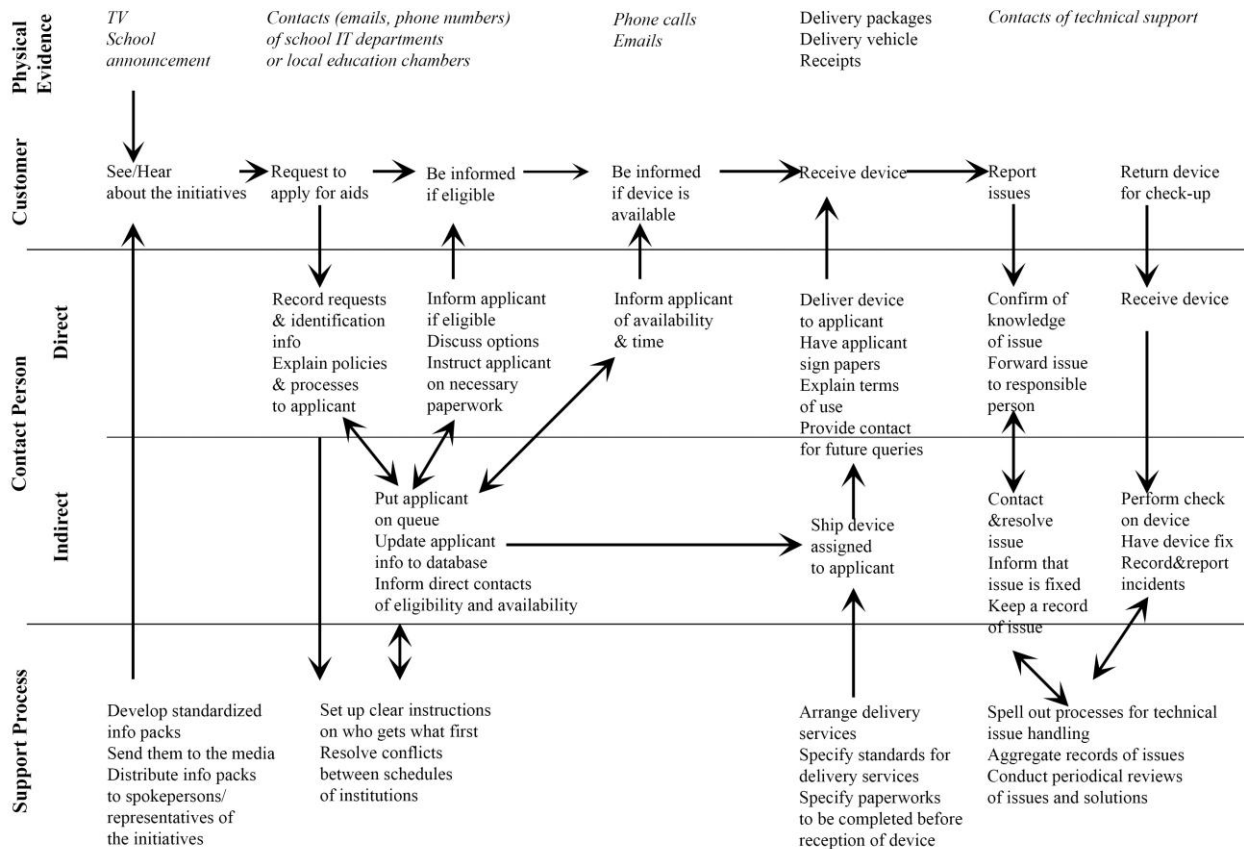 Physical
Evidence
TV
School
announcement
Contacts (emails, phone numbers)
of school IT departments
or local education chambers
Phone calls
Emails
Delivery packages
Delivery vehicle
Receipts
Contacts of technical support
Customer
See/Hear
about the initiatives
Request to
apply for aids
Be informed
if eligible
Be informed
if device is
available
Receive device
Report
issues
Return device
for check-up
Contact Person
Direct
Record requests
& identification
info
Explain policies
& processes
to applicant
Inform applicant
if eligible
Discuss options
Instruct applicant
on necessary
paperwork
Inform applicant
of availability
& time
Deliver device
to applicant
Have applicant
sign papers
Explain terms
of use
Provide contact
for future queries
Confirm of
knowledge
of issue
Forward issue
to responsible
person
Receive device
Indirect
Put applicant
on queue
Update applicant
info to database
Inform direct contacts
of eligibility and availability
Ship device
assigned
to applicant
Contact
&resolve
issue
Inform that
issue is fixed
Keep a record
of issue
Perform check
on device
Have device fix
Record&report
incidents
Support Process
Develop standardized
info packs
Send them to the media
Distribute info packs
to spokepersons/
representatives of
the initiatives
Set up clear instructions
on who gets what first
Resolve conflicts
between schedules
of institutions
Arrange delivery
services
Specify standards for
delivery services
Specify paperworks
to be completed before
reception of device
Spell out processes for technical
issue handling
Aggregate records of issues
Conduct periodical reviews
of issues and solutions